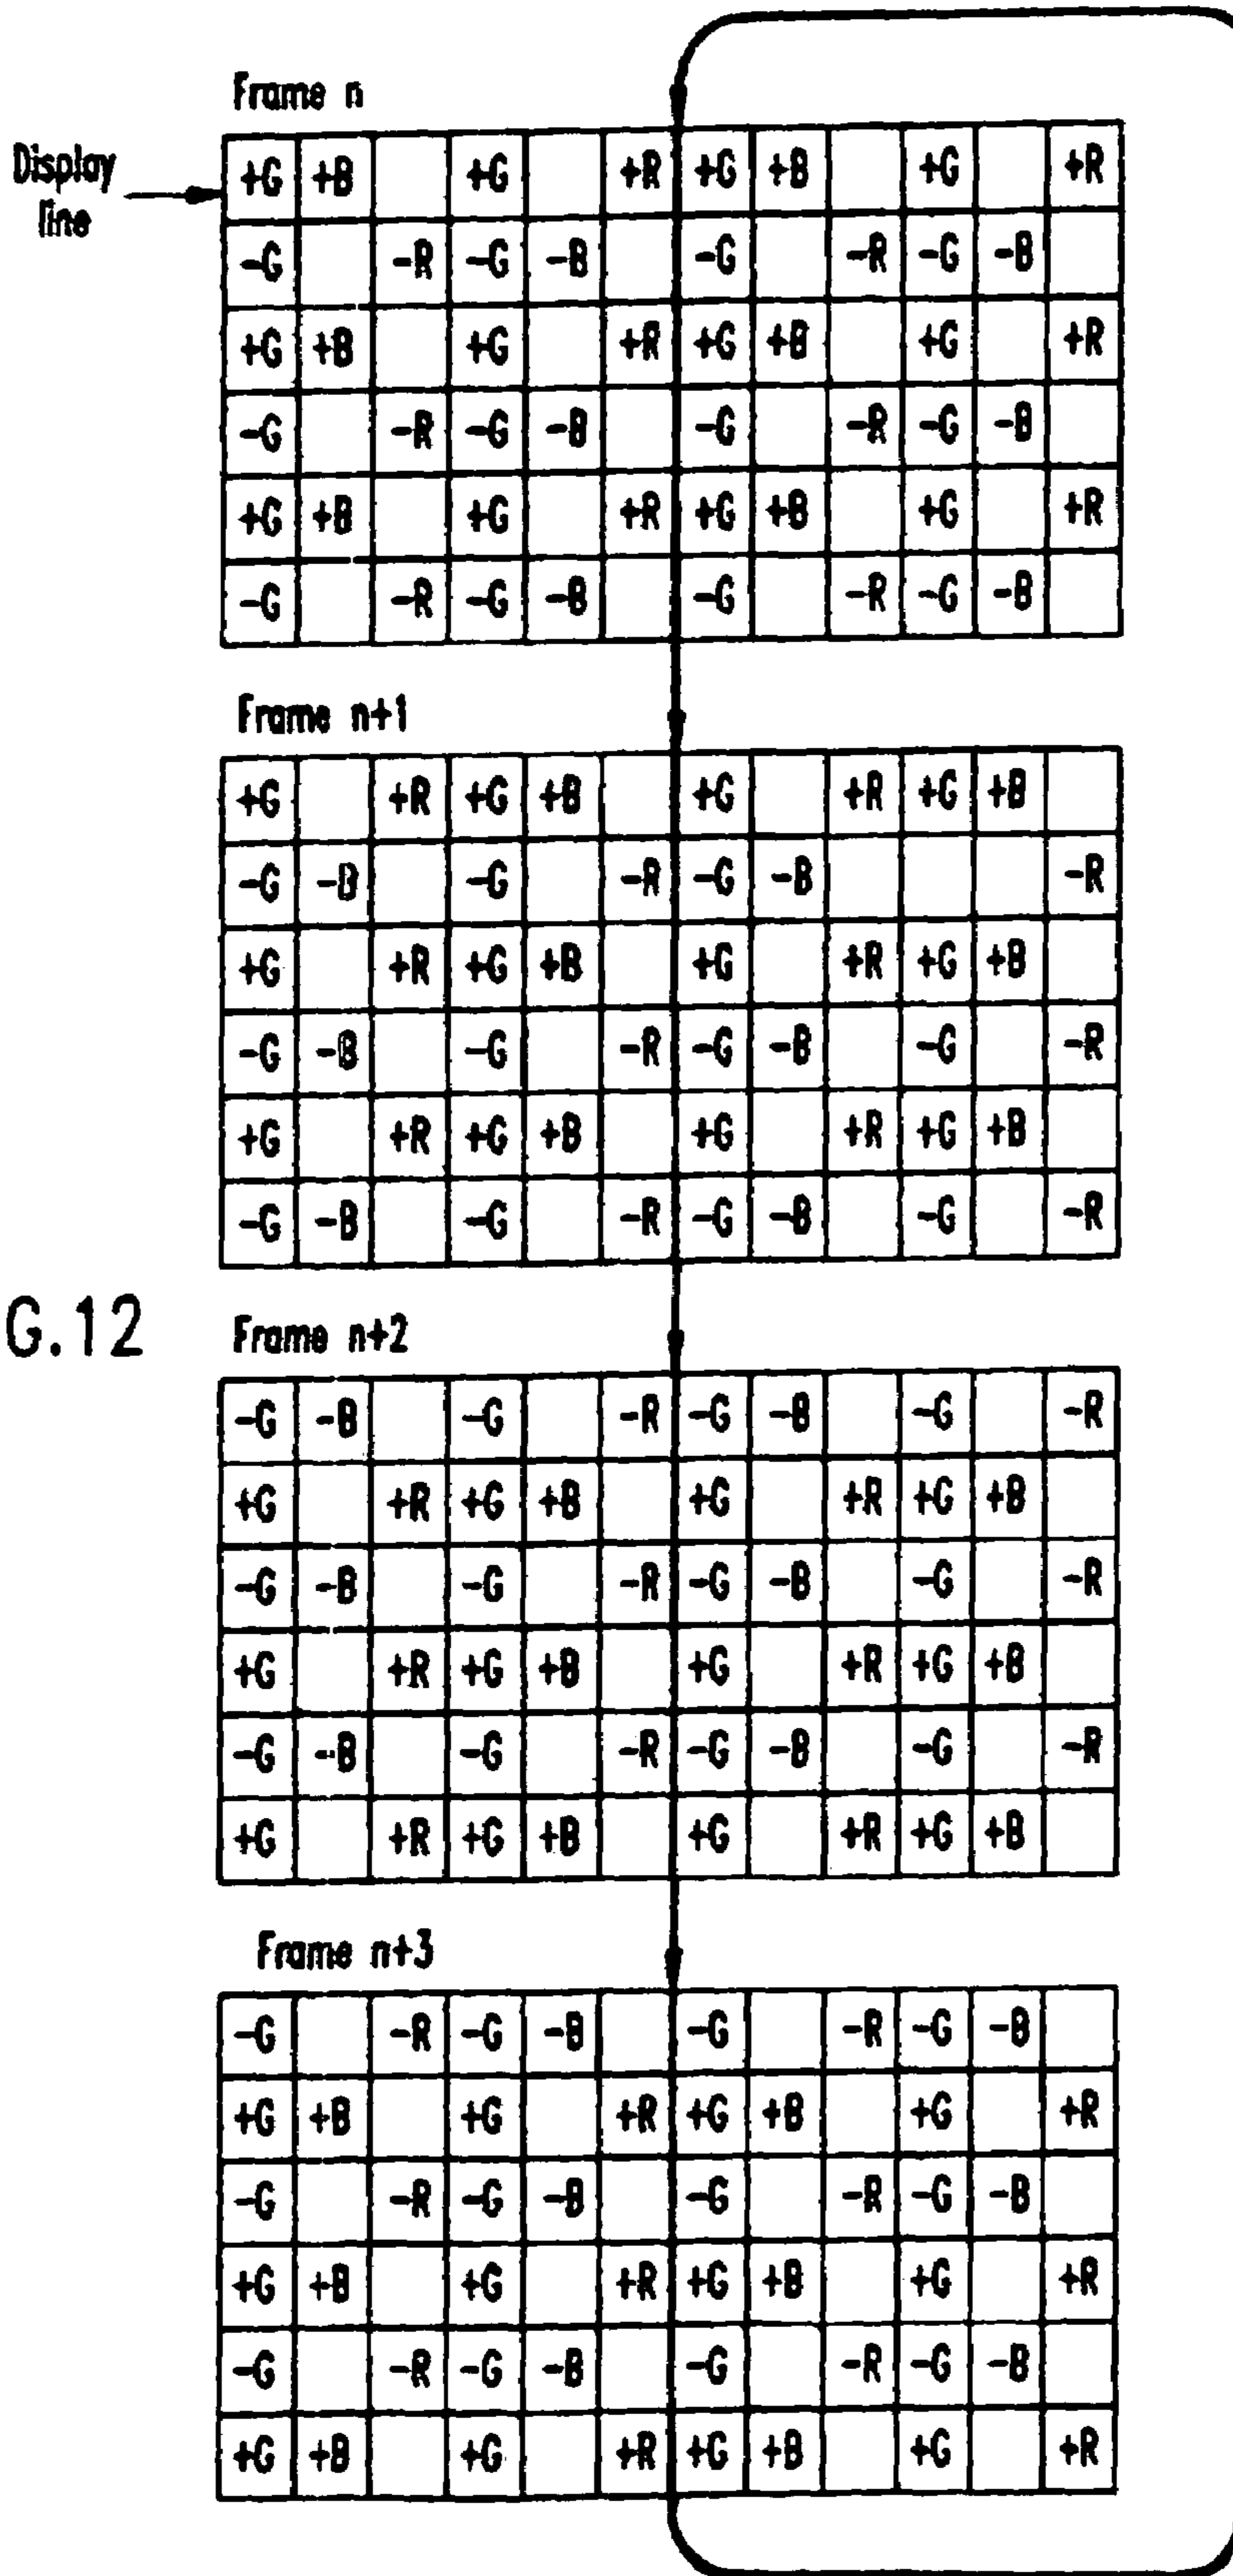 Frame n
Display
line
+G +B +G +R +G +B +G +R
-G -R -G -B -G -R -G -B
+G +B +G +R +G +B +G +R
-G -R -G -B -G -R -G -B
+G +B +G +R +G +B +G +R
-G -R -G -B -G -R -G -B
Frame n+1
+G +R +G +B +G +R +G +B
-G -B -G -R -G -B -R
+G +R +G +B +G +R +G +B
-G -B -G -R -G -B -G -R
+G +R +G +B +G +R +G +B
-G -B -G -R -G -B -G -R
G.12
Frame n+2
-G -B -G -R -G -B -G -R
+G +R +G +B +G +R +G +B
-G -B -G -R -G -B -G -R
+G +R +G +B +G +R +G +B
-G -B -G -R -G -B -G -R
+G +R +G +B +G +R +G +B
Frame n+3
-G -R -G -B -G -R -G -B
+G +B +G +R +G +B +G +R
-G -R -G -B -G -R -G -B
+G +B +G +R +G +B +G +R
-G -R -G -B -G -R -G -B
+G +B +G +R +G +B +G +R